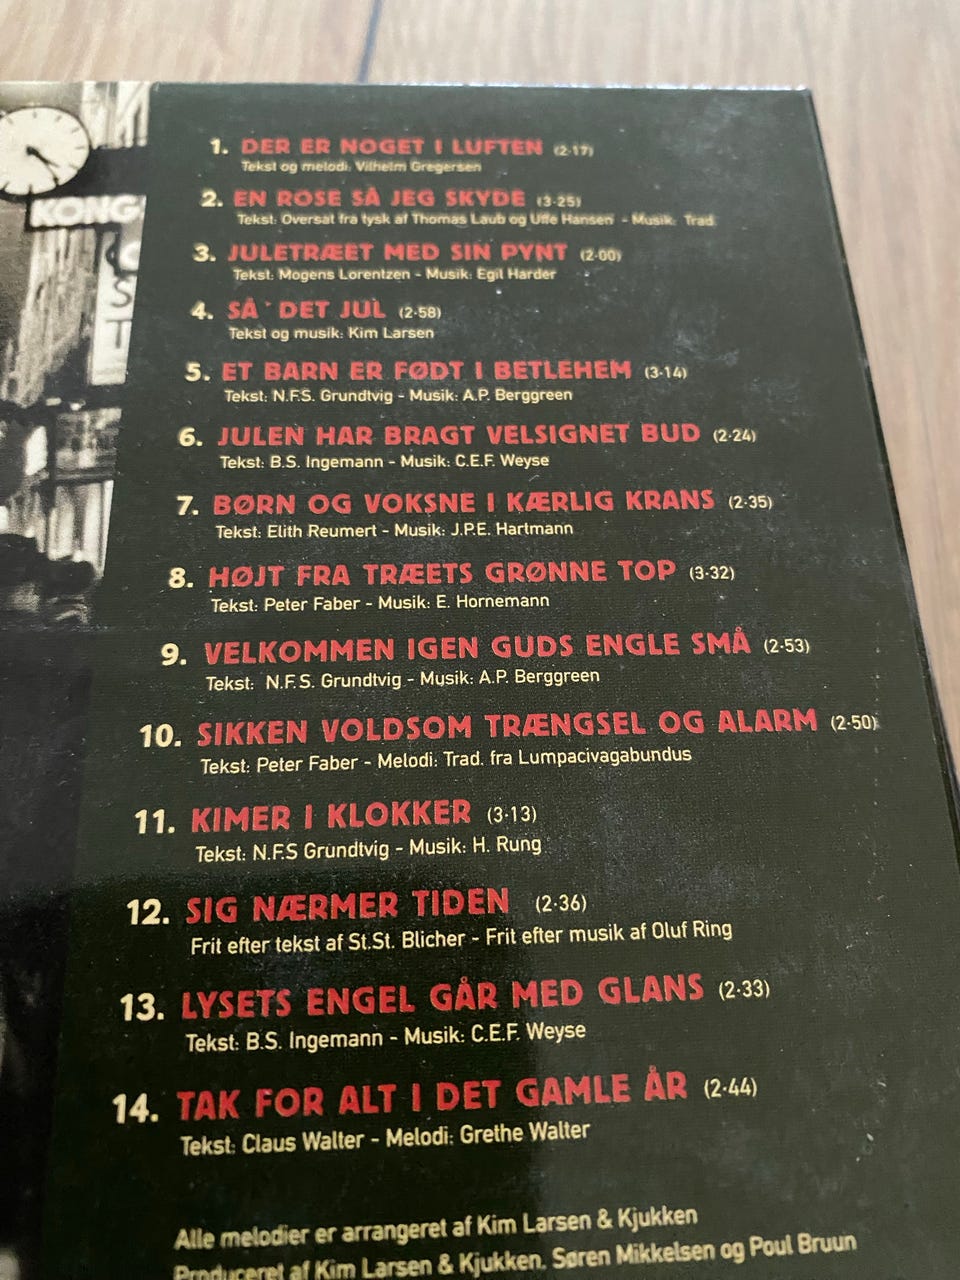 KONG
O
S
T
1. DER ER NOGET I LUFTEN (2·17)
Tekst og melodi: Vilhelm Gregersen
2. EN ROSE SÅ JEG SKYDE (3·25)
Tekst: Oversat fra tysk af Thomas Laub og Uffe Hansen - Musik: Trad.
3. JULETRÆET MED SIN PYNT (2·00)
Tekst: Mogens Lorentzen - Musik: Egil Harder
4. SÅ ' DET JUL (2·58)
Tekst og musik: Kim Larsen
5. ET BARN ER FØDT I BETLEHEM (3·14)
Tekst: N.F.S. Grundtvig - Musik: A.P. Berggreen
6. JULEN HAR BRAGT VELSIGNET BUD (2·24)
Tekst: B.S. Ingemann - Musik: C.E.F. Weyse
7. BØRN OG VOKSNE I KÆRLIG KRANS (2·35)
Tekst: Elith Reumert - Musik: J.P.E. Hartmann
8. HØJT FRA TRÆETS GRØNNE TOP (3·32)
Tekst: Peter Faber - Musik: E. Hornemann
9. VELKOMMEN IGEN GUDS ENGLE SMÅ (2·53)
Tekst: N.F.S. Grundtvig - Musik: A.P. Berggreen
10. SIKKEN VOLDSOM TRÆNGSEL OG ALARM (2·50)
Tekst: Peter Faber - Melodi: Trad. fra Lumpacivagabundus
11. KIMER I KLOKKER (3·13)
Tekst: N.F.S Grundtvig - Musik: H. Rung
12. SIG NÆRMER TIDEN (2·36)
Frit efter tekst af St.St. Blicher - Frit efter musik af Oluf Ring
13. LYSETS ENGEL GÅR MED GLANS (2·33)
Tekst: B.S. Ingemann - Musik: C.E.F. Weyse
14. TAK FOR ALT I DET GAMLE ÅR (2·44)
Tekst: Claus Walter - Melodi: Grethe Walter
Alle melodier er arrangeret af Kim Larsen & Kjukken
Produceret af Kim Larsen & Kjukken, Søren Mikkelsen og Poul Bruun